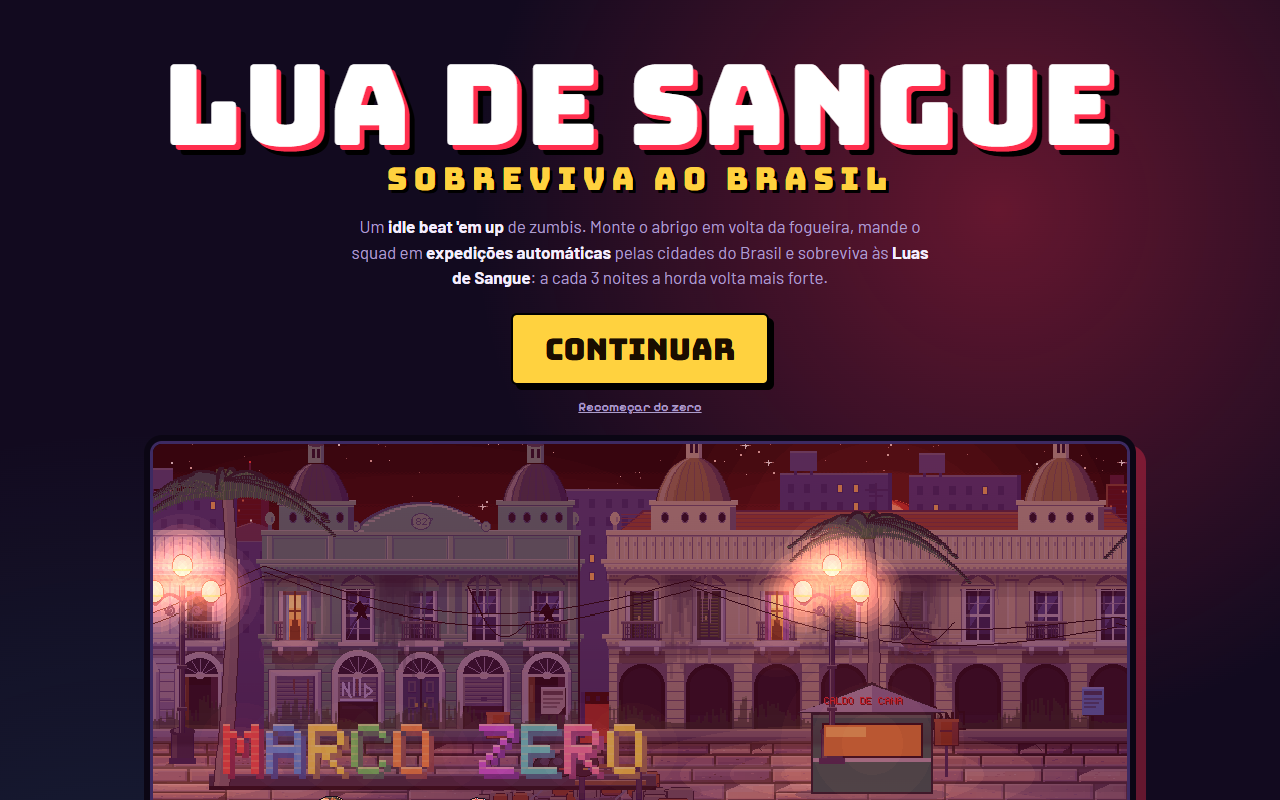 LUA DE SANGUE
SOBREVIVA AO BRASIL
Um idle beat 'em up de zumbis. Monte o abrigo em volta da fogueira, mande o
squad em expedições automáticas pelas cidades do Brasil e sobreviva às Luas
de Sangue: a cada 3 noites a horda volta mais forte.
CONTINUAR
Recomeçar do zero
1827
CALDO DE CANA
MARCO ZERO